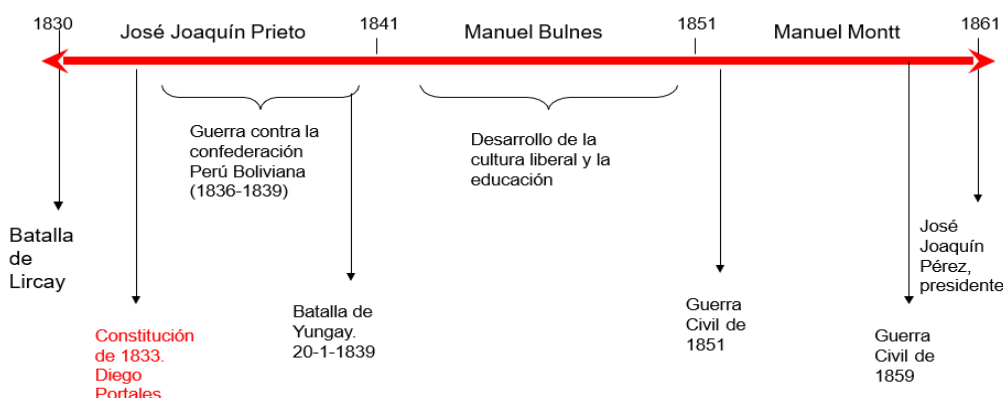 1830
José Joaquín Prieto
1841
Manuel Bulnes
1851
Manuel Montt
1861
Guerra contra la
confederación
Perú Boliviana
(1836-1839)
Desarrollo de la
cultura liberal y la
educación
Batalla
de
Lircay
Constitución
de 1833.
Diego
Portales
Batalla de
Yungay.
20-1-1839
Guerra
Civil de
1851
Guerra
Civil de
1859
José
Joaquín
Pérez,
presidente